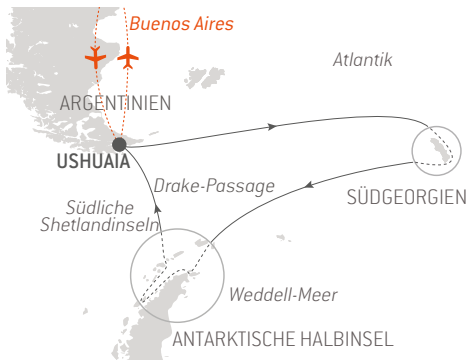 Buenos Aires
Atlantik
ARGENTINIEN
USHUAIA
Drake-Passage
SÜDGEORGIEN
Südliche
Shetlandinseln
Weddell-Meer
ANTARKTISCHE HALBINSEL